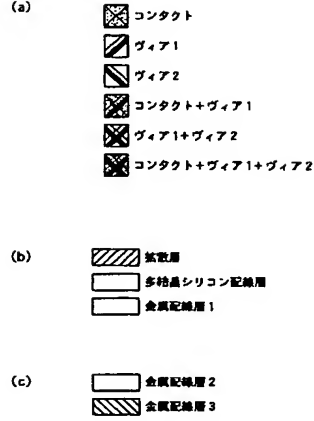 (a)
コンタクト
ヴィア1
ヴィア2
コンタクト+ヴィア1
ヴィア1+ヴィア2
コンタクト+ヴィア1+ヴィア2
(b)
拡散層
多結晶シリコン配線層
金属配線層1
(c)
金属配線層2
金属配線層3